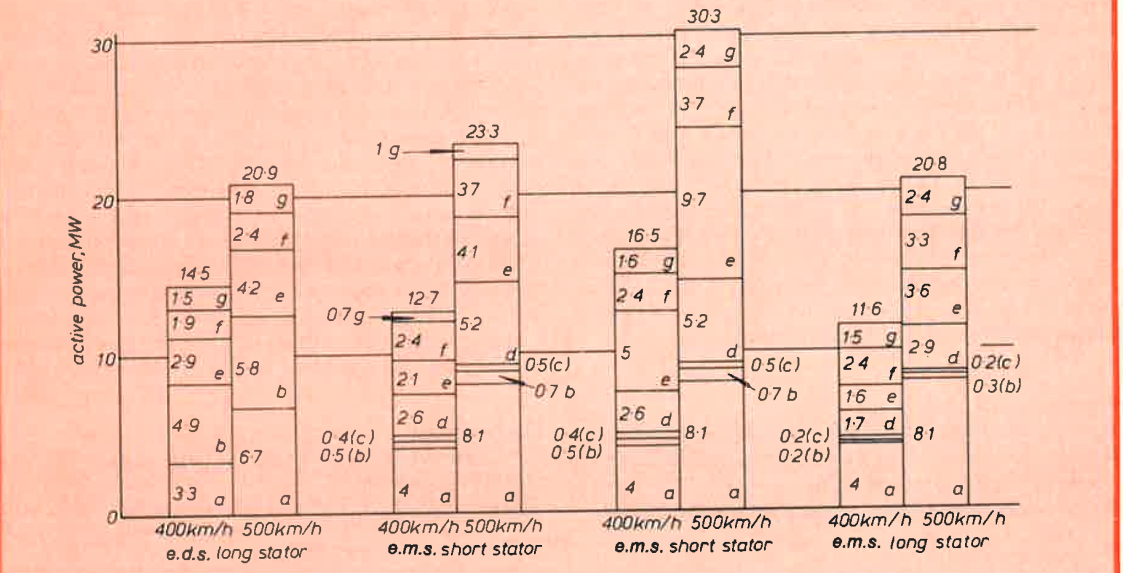 active power, MW
30
20
10
0
14·5
1·5 g
1·9 f
2·9 e
4·9 b
3·3 a
20·9
1·8 g
2·4 f
4·2 e
5·8 b
6·7 a
400km/h 500km/h
e.d.s. long stator
12·7
0·7 g
2·4 f
2·1 e
2·6 d
0·4(c)
0·5(b)
4 a
23·3
1 g
37 f
4·1 e
5·2 d
0·5(c)
0·7 b
8·1 a
400km/h 500km/h
e.m.s. short stator
16·5
1·6 g
2·4 f
5 e
2·6 d
0·4(c)
0·5(b)
4 a
30·3
2·4 g
3·7 f
9·7 e
5·2 d
0·5(c)
0·7 b
8·1 a
400km/h 500km/h
e.m.s. short stator
11·6
1·5 g
2·4 f
1·6 e
1·7 d
0·2(c)
0·2(b)
4 a
20·8
2·4 g
3·3 f
3·6 e
2·9 d
0·2(c)
0·3(b)
8·1 a
400km/h 500km/h
e.m.s. long stator